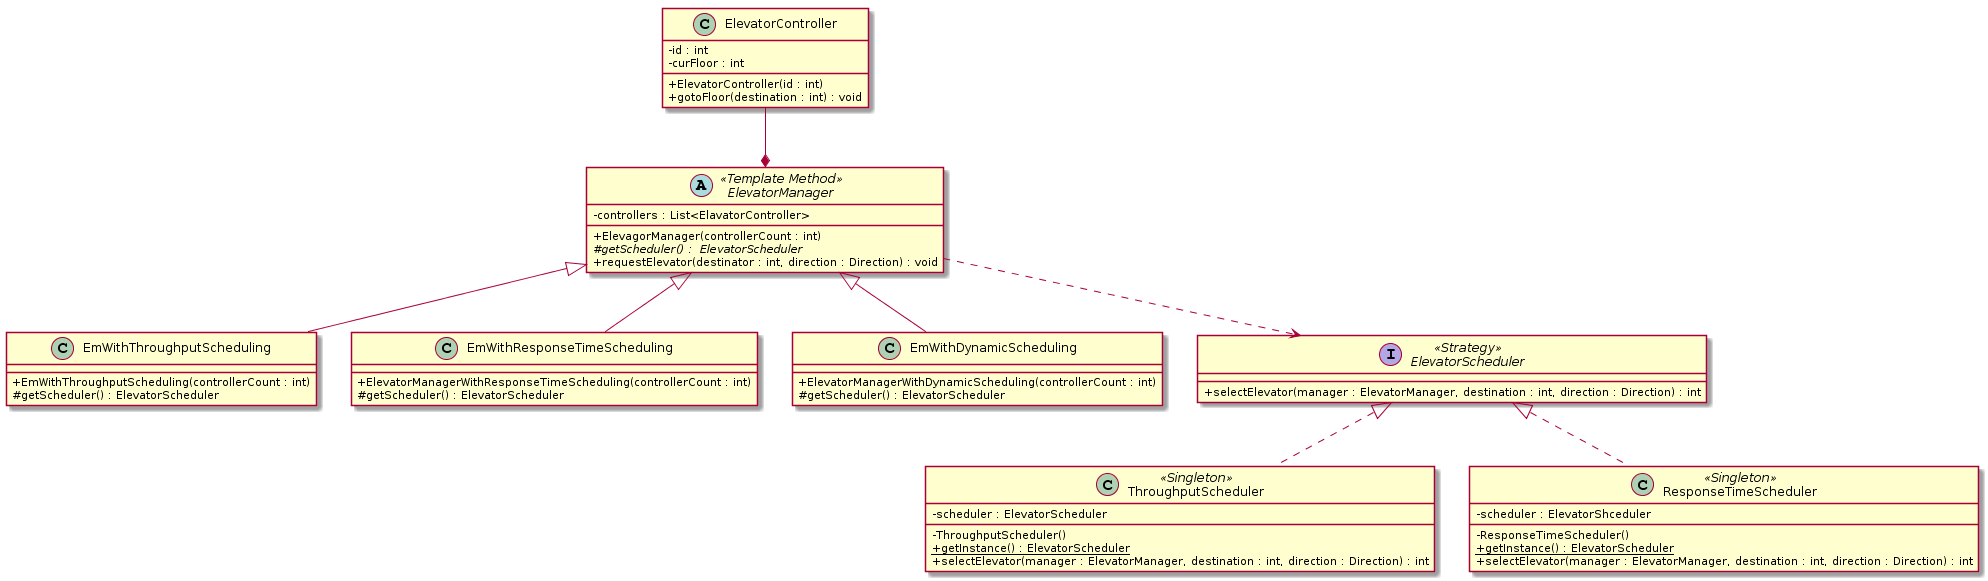 C ElevatorController
-id : int
-curFloor : int
+ElevatorController(id : int)
+gotoFloor(destination : int) : void
A «Template Method»
ElevatorManager
-controllers : List<ElavatorController>
+ElevagorManager(controllerCount : int)
#getScheduler() : ElevatorScheduler
+requestElevator(destinator : int, direction : Direction) : void
C EmWithThroughputScheduling
+EmWithThroughputScheduling(controllerCount : int)
#getScheduler() : ElevatorScheduler
C EmWithResponseTimeScheduling
+ElevatorManagerWithResponseTimeScheduling(controllerCount : int)
#getScheduler() : ElevatorScheduler
C EmWithDynamicScheduling
+ElevatorManagerWithDynamicScheduling(controllerCount : int)
#getScheduler() : ElevatorScheduler
I «Strategy»
ElevatorScheduler
+selectElevator(manager : ElevatorManager, destination : int, direction : Direction) : int
C «Singleton»
ThroughputScheduler
-scheduler : ElevatorScheduler
-ThroughputScheduler()
+getInstance() : ElevatorScheduler
+selectElevator(manager : ElevatorManager, destination : int, direction : Direction) : int
C «Singleton»
ResponseTimeScheduler
-scheduler : ElevatorShceduler
-ResponseTimeScheduler()
+getInstance() : ElevatorScheduler
+selectElevator(manager : ElevatorManager, destination : int, direction : Direction) : int